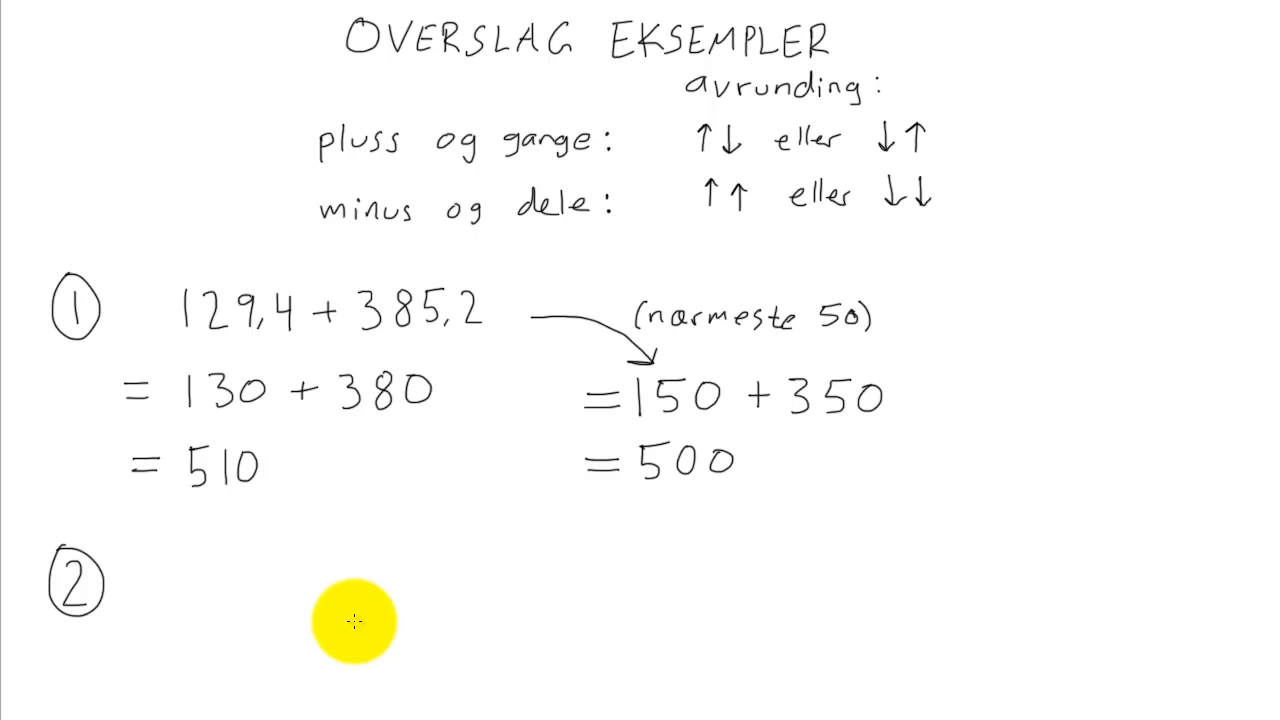 OVERSLAG EKSEMPLER
avrunding:
pluss og gange: ↑↓ eller ↓↑
minus og dele: ↑↑ eller ↓↓
① 129,4 + 385,2 (nærmeste 50)
= 130 + 380 = 150 + 350
= 510 = 500
②